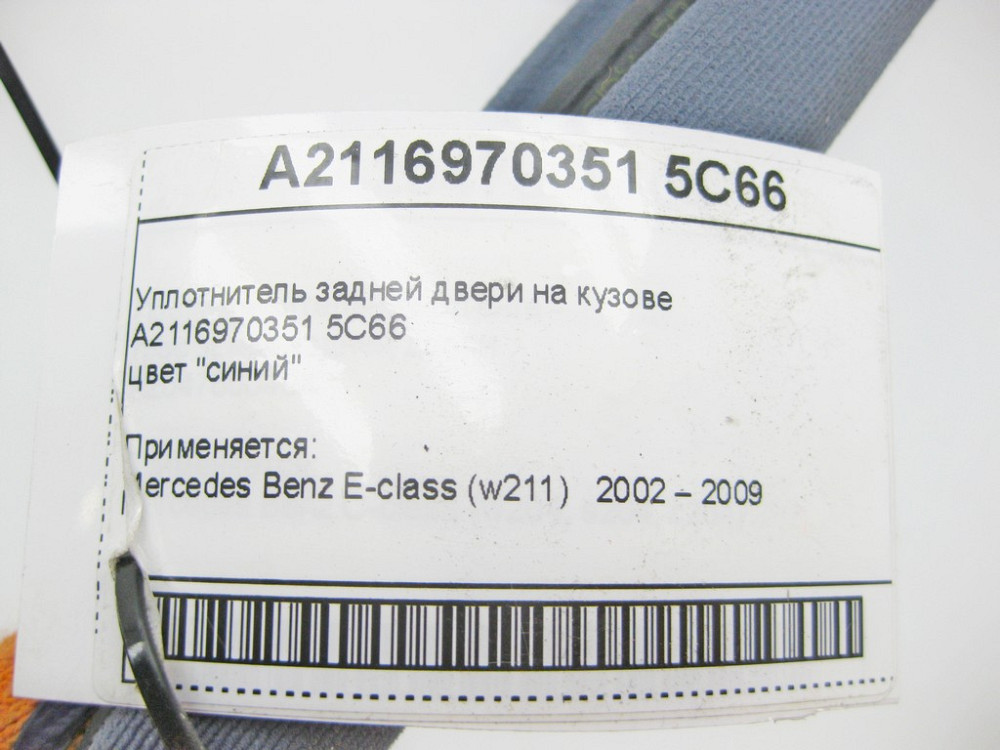 A2116970351 5C66
Уплотнитель задней двери на кузове
A2116970351 5C66
цвет "синий"
Применяется:
Mercedes Benz E-class (w211) 2002 – 2009